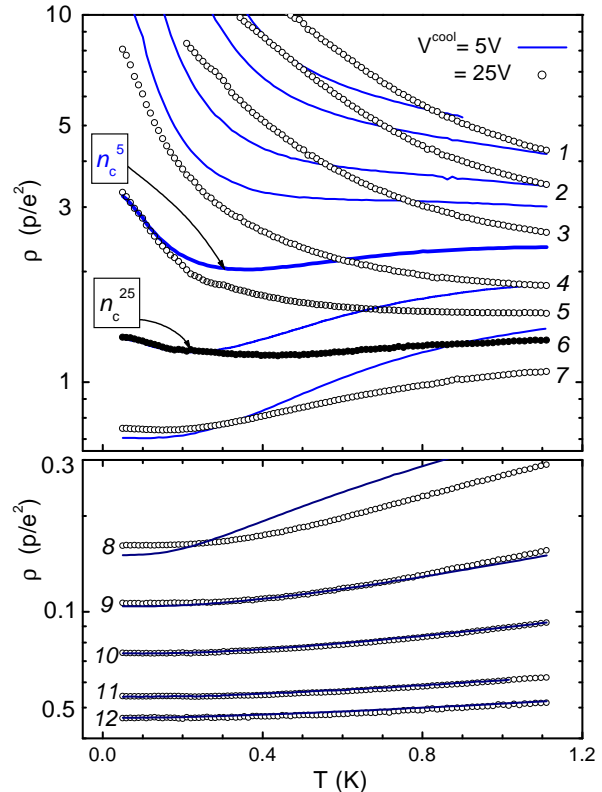 10
V^cool = 5V
= 25V
5
n_c^5
1
2
3
ρ (p/e²)
3
2
4
n_c^25
5
6
1
7
0.3
ρ (p/e²)
8
9
0.1
10
11
12
0.5
0.0 0.4 0.8 1.2
T (K)